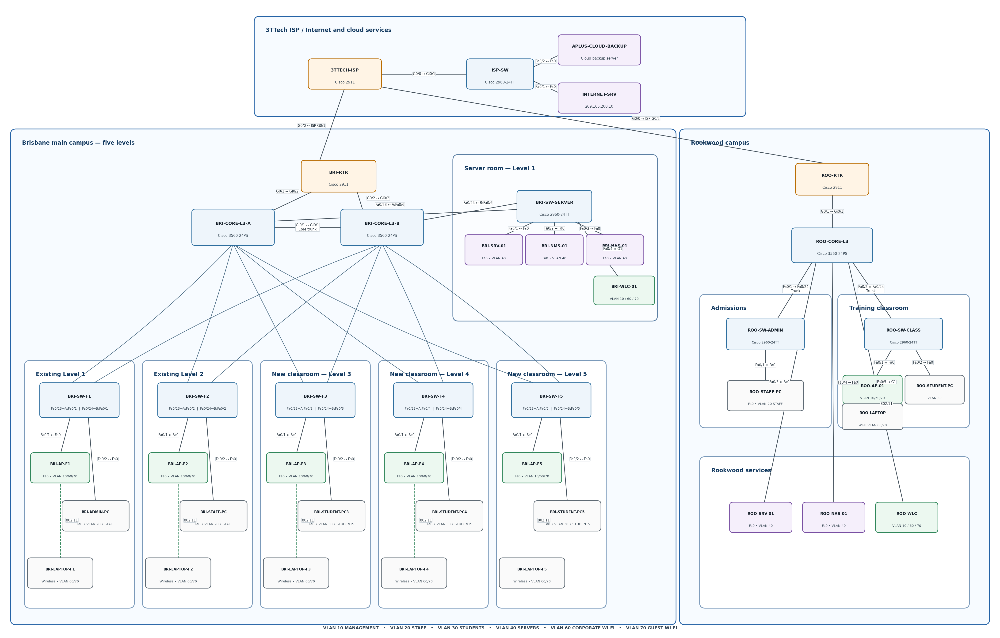 3TTech ISP / Internet and cloud services
APLUS-CLOUD-BACKUP
Cloud backup server
3TTECH-ISP
Cisco 2911
G0/0 ↔ Gi0/1
ISP-SW
Cisco 2960-24TT
Fa0/2 ↔ Fa0
Fa0/1 ↔ Fa0
INTERNET-SRV
209.165.200.10
G0/0 ↔ ISP G0/1
G0/0 ↔ ISP G0/2
Brisbane main campus — five levels
BRI-RTR
Cisco 2911
G0/1 ↔ Gi0/2
G0/2 ↔ Gi0/2
Fa0/23 ↔ A:Fa0/6
Fa0/24 ↔ B:Fa0/6
BRI-CORE-L3-A
Cisco 3560-24PS
Gi0/1 ↔ Gi0/1
Core trunk
BRI-CORE-L3-B
Cisco 3560-24PS
Server room — Level 1
BRI-SW-SERVER
Cisco 2960-24TT
Fa0/1 ↔ Fa0
Fa0/2 ↔ Fa0
Fa0/3 ↔ Fa0
BRI-SRV-01
Fa0 • VLAN 40
BRI-NMS-01
Fa0 • VLAN 40
BRI-NAS-01
Fa0/4 ↔ G1
Fa0 • VLAN 40
BRI-WLC-01
VLAN 10 / 60 / 70
Existing Level 1
BRI-SW-F1
Fa0/23→A:Fa0/1 | Fa0/24→B:Fa0/1
Fa0/1 ↔ Fa0
Fa0/2 ↔ Fa0
BRI-AP-F1
Fa0 • VLAN 10/60/70
BRI-ADMIN-PC
802.11
Fa0 • VLAN 20 • STAFF
BRI-LAPTOP-F1
Wireless • VLAN 60/70
Existing Level 2
BRI-SW-F2
Fa0/23→A:Fa0/2 | Fa0/24→B:Fa0/2
Fa0/1 ↔ Fa0
Fa0/2 ↔ Fa0
BRI-AP-F2
Fa0 • VLAN 10/60/70
BRI-STAFF-PC
802.11
Fa0 • VLAN 20 • STAFF
BRI-LAPTOP-F2
Wireless • VLAN 60/70
New classroom — Level 3
BRI-SW-F3
Fa0/23→A:Fa0/3 | Fa0/24→B:Fa0/3
Fa0/1 ↔ Fa0
Fa0/2 ↔ Fa0
BRI-AP-F3
Fa0 • VLAN 10/60/70
BRI-STUDENT-PC3
802.11
Fa0 • VLAN 30 • STUDENTS
BRI-LAPTOP-F3
Wireless • VLAN 60/70
New classroom — Level 4
BRI-SW-F4
Fa0/23→A:Fa0/4 | Fa0/24→B:Fa0/4
Fa0/1 ↔ Fa0
Fa0/2 ↔ Fa0
BRI-AP-F4
Fa0 • VLAN 10/60/70
BRI-STUDENT-PC4
802.11
Fa0 • VLAN 30 • STUDENTS
BRI-LAPTOP-F4
Wireless • VLAN 60/70
New classroom — Level 5
BRI-SW-F5
Fa0/23→A:Fa0/5 | Fa0/24→B:Fa0/5
Fa0/1 ↔ Fa0
Fa0/2 ↔ Fa0
BRI-AP-F5
Fa0 • VLAN 10/60/70
BRI-STUDENT-PC5
802.11
Fa0 • VLAN 30 • STUDENTS
BRI-LAPTOP-F5
Wireless • VLAN 60/70
Rookwood campus
ROO-RTR
Cisco 2911
G0/1 ↔ Gi0/1
ROO-CORE-L3
Cisco 3560-24PS
Fa0/1 ↔ Fa0/24
Trunk
Fa0/2 ↔ Fa0/24
Trunk
Admissions
ROO-SW-ADMIN
Cisco 2960-24TT
Fa0/1 ↔ Fa0
Fa0/3 ↔ Fa0
ROO-STAFF-PC
Fa0 • VLAN 20 STAFF
Training classroom
ROO-SW-CLASS
Cisco 2960-24TT
Fa0/1 ↔ Fa0
Fa0/2 ↔ Fa0
Fa0/4 ↔ Fa0
Fa0/5 ↔ G1
ROO-AP-01
VLAN 10/60/70
ROO-STUDENT-PC
VLAN 30
802.11
ROO-LAPTOP
Wi-Fi VLAN 60/70
Rookwood services
ROO-SRV-01
Fa0 • VLAN 40
ROO-NAS-01
Fa0 • VLAN 40
ROO-WLC
VLAN 10 / 60 / 70
VLAN 10 MANAGEMENT • VLAN 20 STAFF • VLAN 30 STUDENTS • VLAN 40 SERVERS • VLAN 60 CORPORATE WI-FI • VLAN 70 GUEST WI-FI